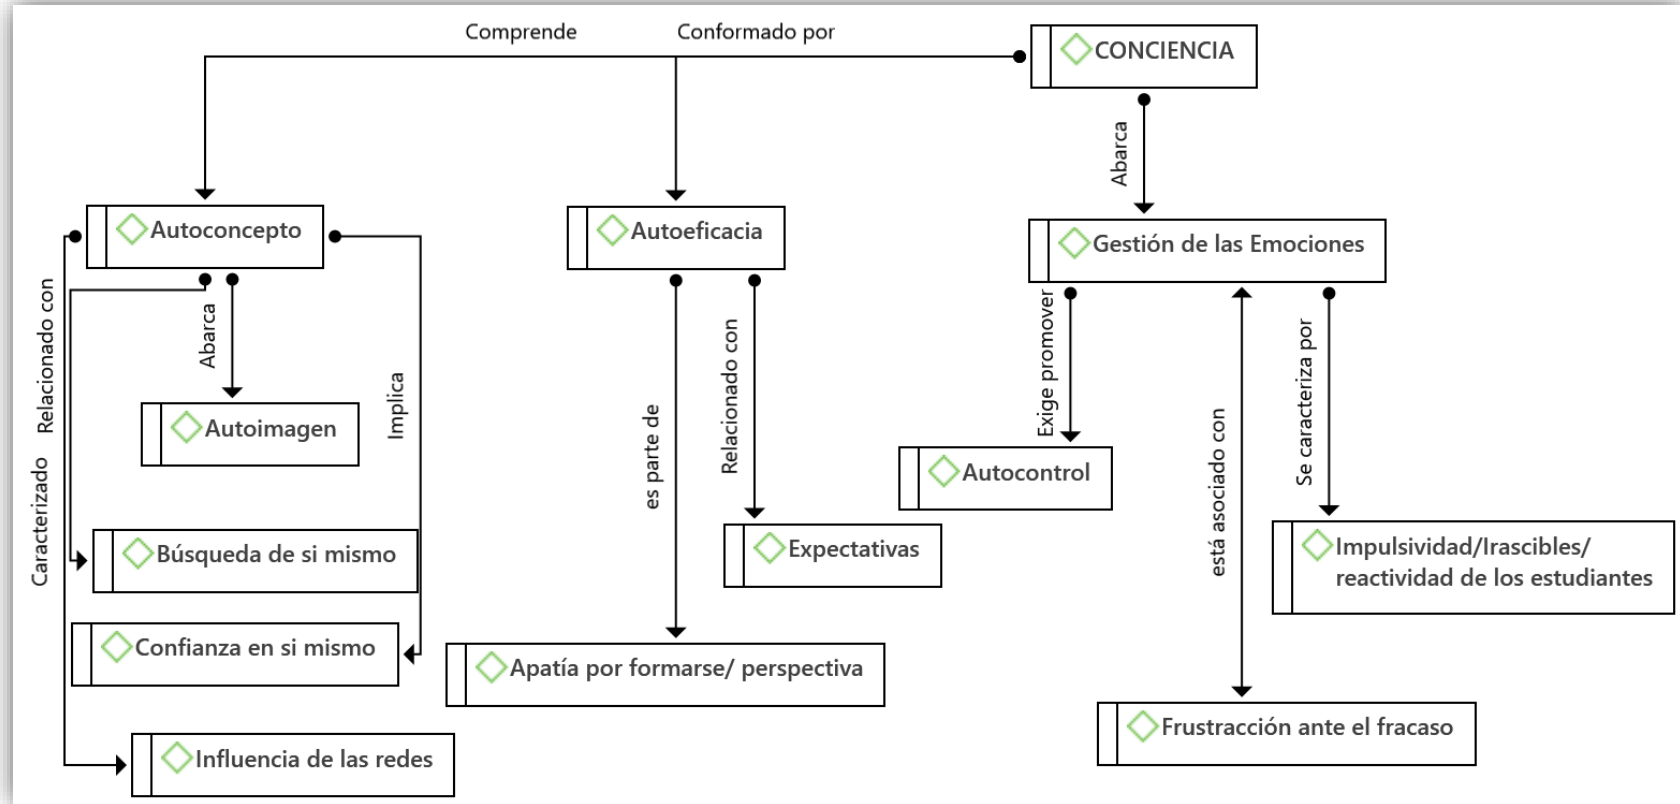 Comprende
Conformado por
CONCIENCIA
Abarca
Autoconcepto
Autoeficacia
Gestión de las Emociones
Relacionado con
Abarca
Implica
Caracterizado
Autoimagen
Búsqueda de si mismo
Confianza en si mismo
Influencia de las redes
es parte de
Relacionado con
Expectativas
Apatía por formarse/ perspectiva
Exige promover
Autocontrol
está asociado con
Se caracteriza por
Impulsividad/Irascibles/
reactividad de los estudiantes
Frustracción ante el fracaso